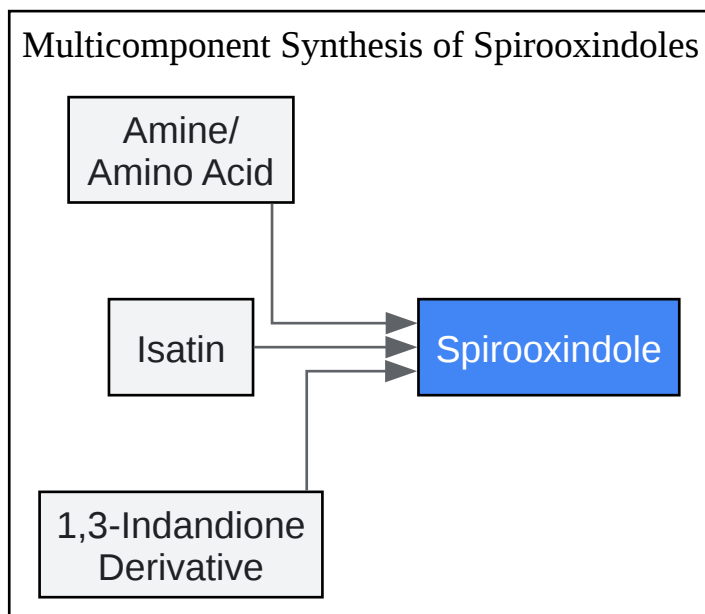 Multicomponent Synthesis of Spirooxindoles
Amine/
Amino Acid
Isatin
Spirooxindole
1,3-Indandione
Derivative